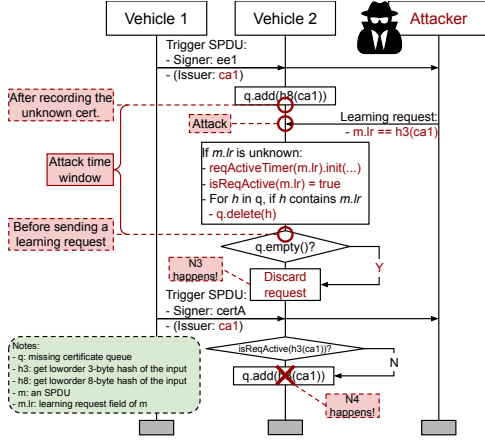 Vehicle 1
Vehicle 2
Attacker
Trigger SPDU:
- Signer: ee1
- (Issuer: ca1)
After recording the
unknown cert.
q.add(h8(ca1))
Attack
Learning request:
- m.lr == h3(ca1)
Attack time
window
If m.lr is unknown:
- reqActiveTimer(m.lr).init(...)
- isReqActive(m.lr) = true
- For h in q, if h contains m.lr
- q.delete(h)
Before sending a
learning request
q.empty()?
N3
happens!
Y
Discard
request
Trigger SPDU:
- Signer: certA
- (Issuer: ca1)
Notes:
- q: missing certificate queue
- h3: get loworder 3-byte hash of the input
- h8: get loworder 8-byte hash of the input
- m: an SPDU
- m.lr: learning request field of m
isReqActive(h3(ca1))?
N
q.add(h8(ca1))
N4
happens!